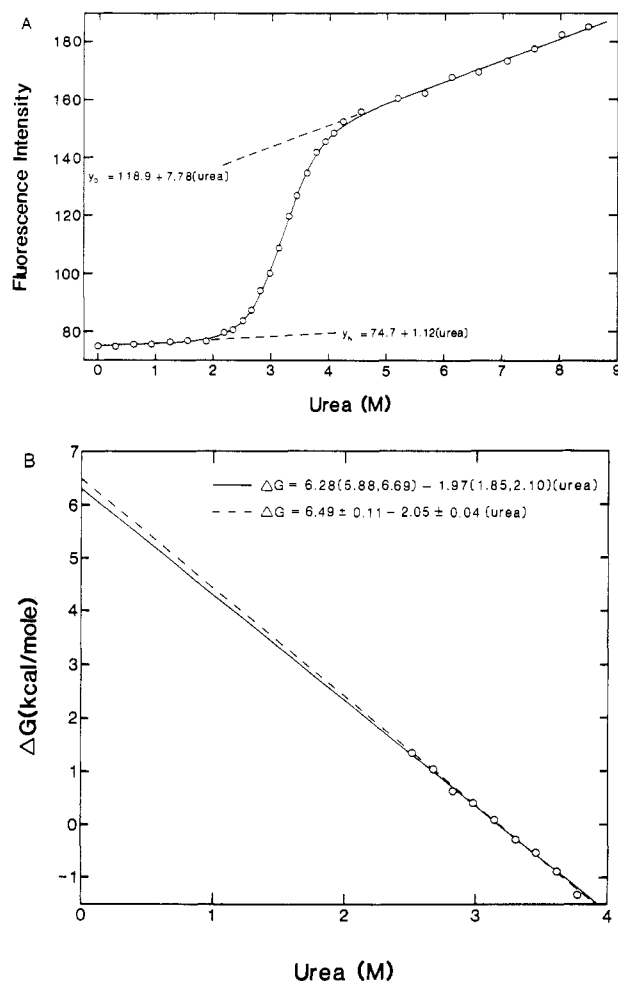 A
180
160
140
120
100
80
Fluorescence Intensity
y_D = 118.9 + 7.78(urea)
y_N = 74.7 + 1.12(urea)
0 1 2 3 4 5 6 7 8 9
Urea (M)
B
7
6
5
4
3
2
1
0
−1
△G(kcal/mole)
△G = 6.28(5.88,6.69) − 1.97(1.85,2.10)(urea)
△G = 6.49 ± 0.11 − 2.05 ± 0.04 (urea)
0 1 2 3 4
Urea (M)